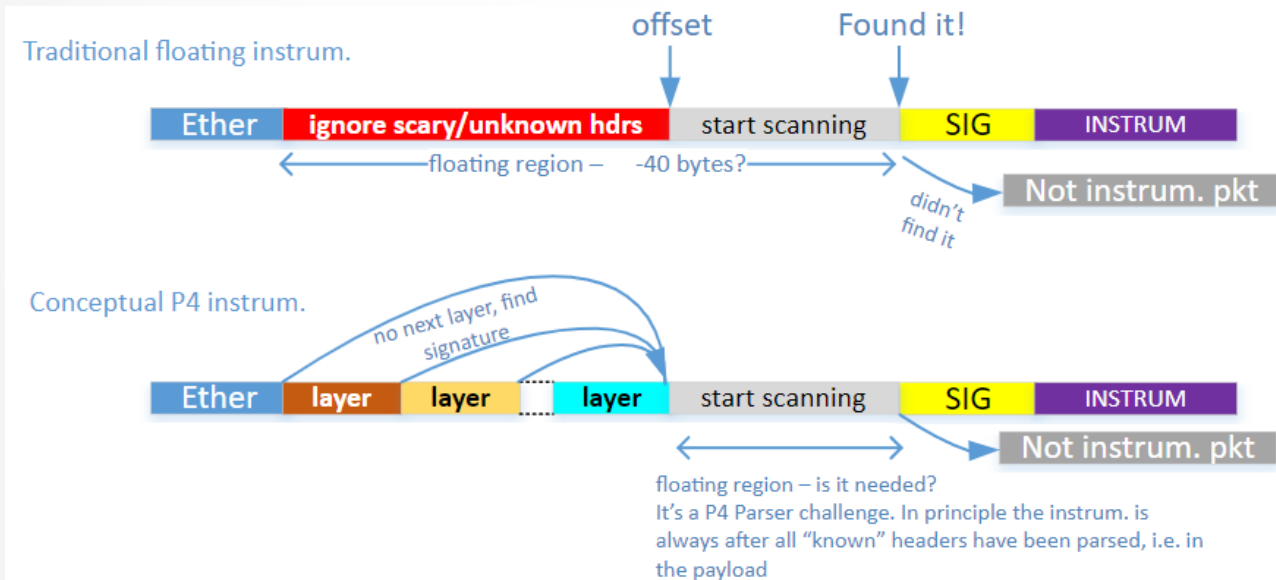 offset
Found it!
Traditional floating instrum.
Ether
ignore scary/unknown hdrs
start scanning
SIG
INSTRUM
floating region – -40 bytes?
Not instrum. pkt
didn't
find it
Conceptual P4 instrum.
no next layer, find
signature
Ether
layer
layer
layer
start scanning
SIG
INSTRUM
Not instrum. pkt
floating region – is it needed?
It's a P4 Parser challenge. In principle the instrum. is
always after all “known” headers have been parsed, i.e. in
the payload